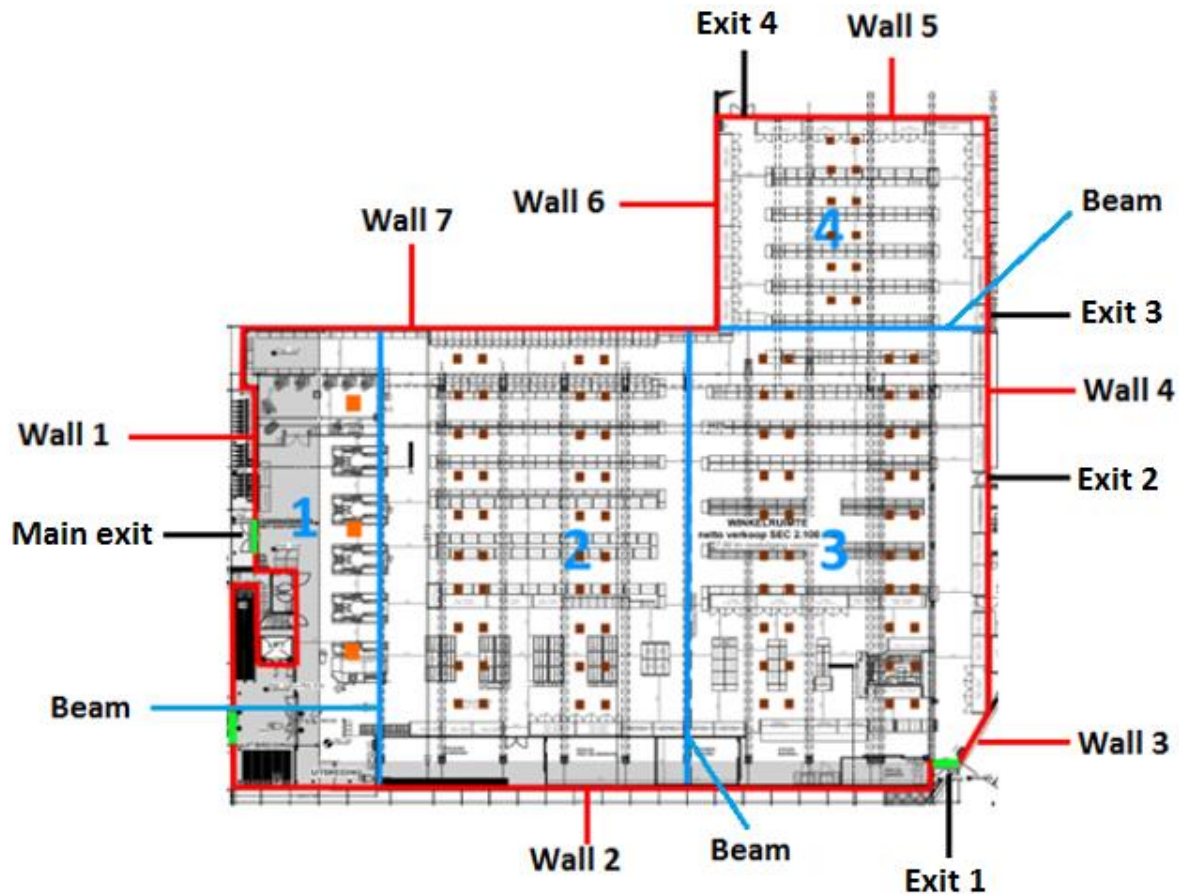 Exit 4
Wall 5
Wall 6
Beam
Wall 7
4
Exit 3
Wall 4
Wall 1
Exit 2
1
Main exit
WINKELRUIMTE
netto verkoop SEC 2.100
2
3
LIFT
Beam
Wall 3
Wall 2
Beam
Exit 1